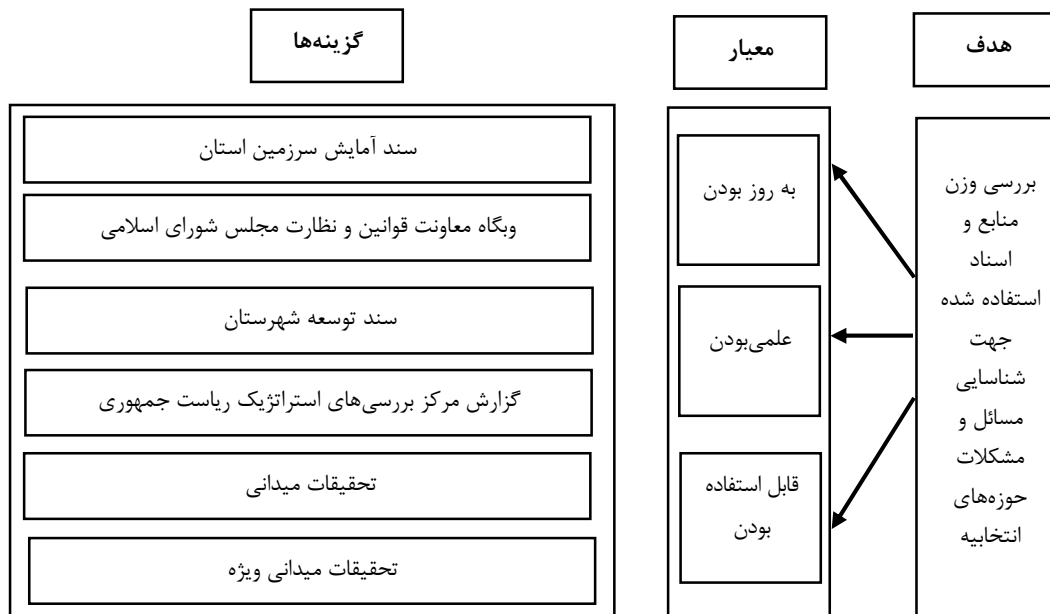 هدف
معیار
گزینه‌ها
بررسی وزن
منابع و
اسناد
استفاده شده
جهت
شناسایی
مسائل و
مشکلات
حوزه‌های
انتخابیه
به روز بودن
علمی‌بودن
قابل استفاده
بودن
سند آمایش سرزمین استان
وبگاه معاونت قوانین و نظارت مجلس شورای اسلامی
سند توسعه شهرستان
گزارش مرکز بررسی‌های استراتژیک ریاست جمهوری
تحقیقات میدانی
تحقیقات میدانی ویژه